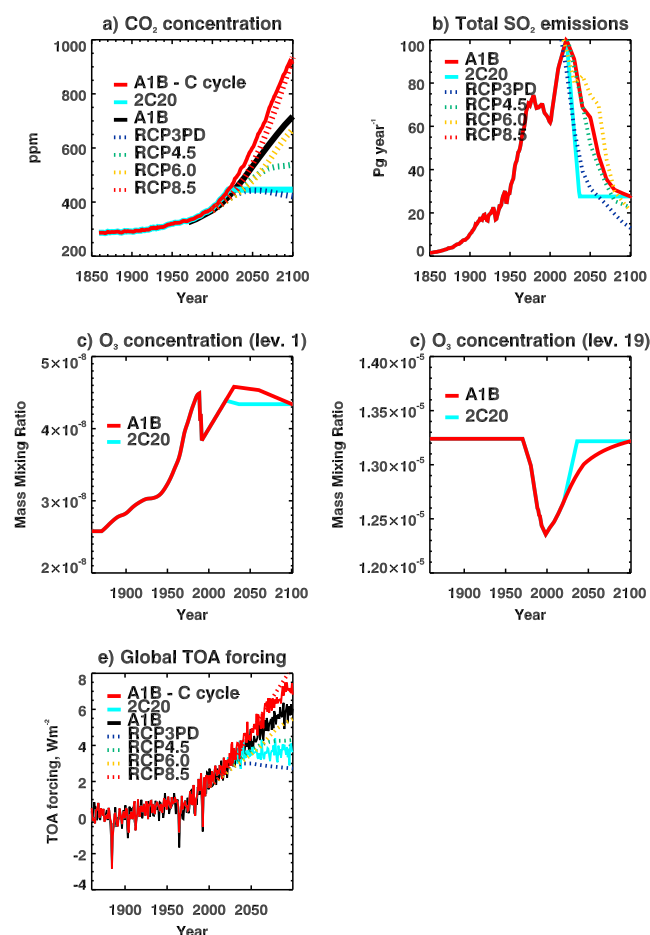 a) CO₂ concentration
1000
800
600
400
200
ppm
A1B - C cycle
2C20
A1B
RCP3PD
RCP4.5
RCP6.0
RCP8.5
1850 1900 1950 2000 2050 2100
Year
b) Total SO₂ emissions
100
80
60
40
20
0
Pg year⁻¹
A1B
2C20
RCP3PD
RCP4.5
RCP6.0
RCP8.5
1850 1900 1950 2000 2050 2100
Year
c) O₃ concentration (lev. 1)
5×10⁻⁸
4×10⁻⁸
3×10⁻⁸
2×10⁻⁸
Mass Mixing Ratio
A1B
2C20
1900 1950 2000 2050 2100
Year
c) O₃ concentration (lev. 19)
1.40×10⁻⁵
1.35×10⁻⁵
1.30×10⁻⁵
1.25×10⁻⁵
1.20×10⁻⁵
Mass Mixing Ratio
A1B
2C20
1900 1950 2000 2050 2100
Year
e) Global TOA forcing
8
6
4
2
0
-2
-4
TOA forcing, Wm⁻²
A1B - C cycle
2C20
A1B
RCP3PD
RCP4.5
RCP6.0
RCP8.5
1900 1950 2000 2050 2100
Year